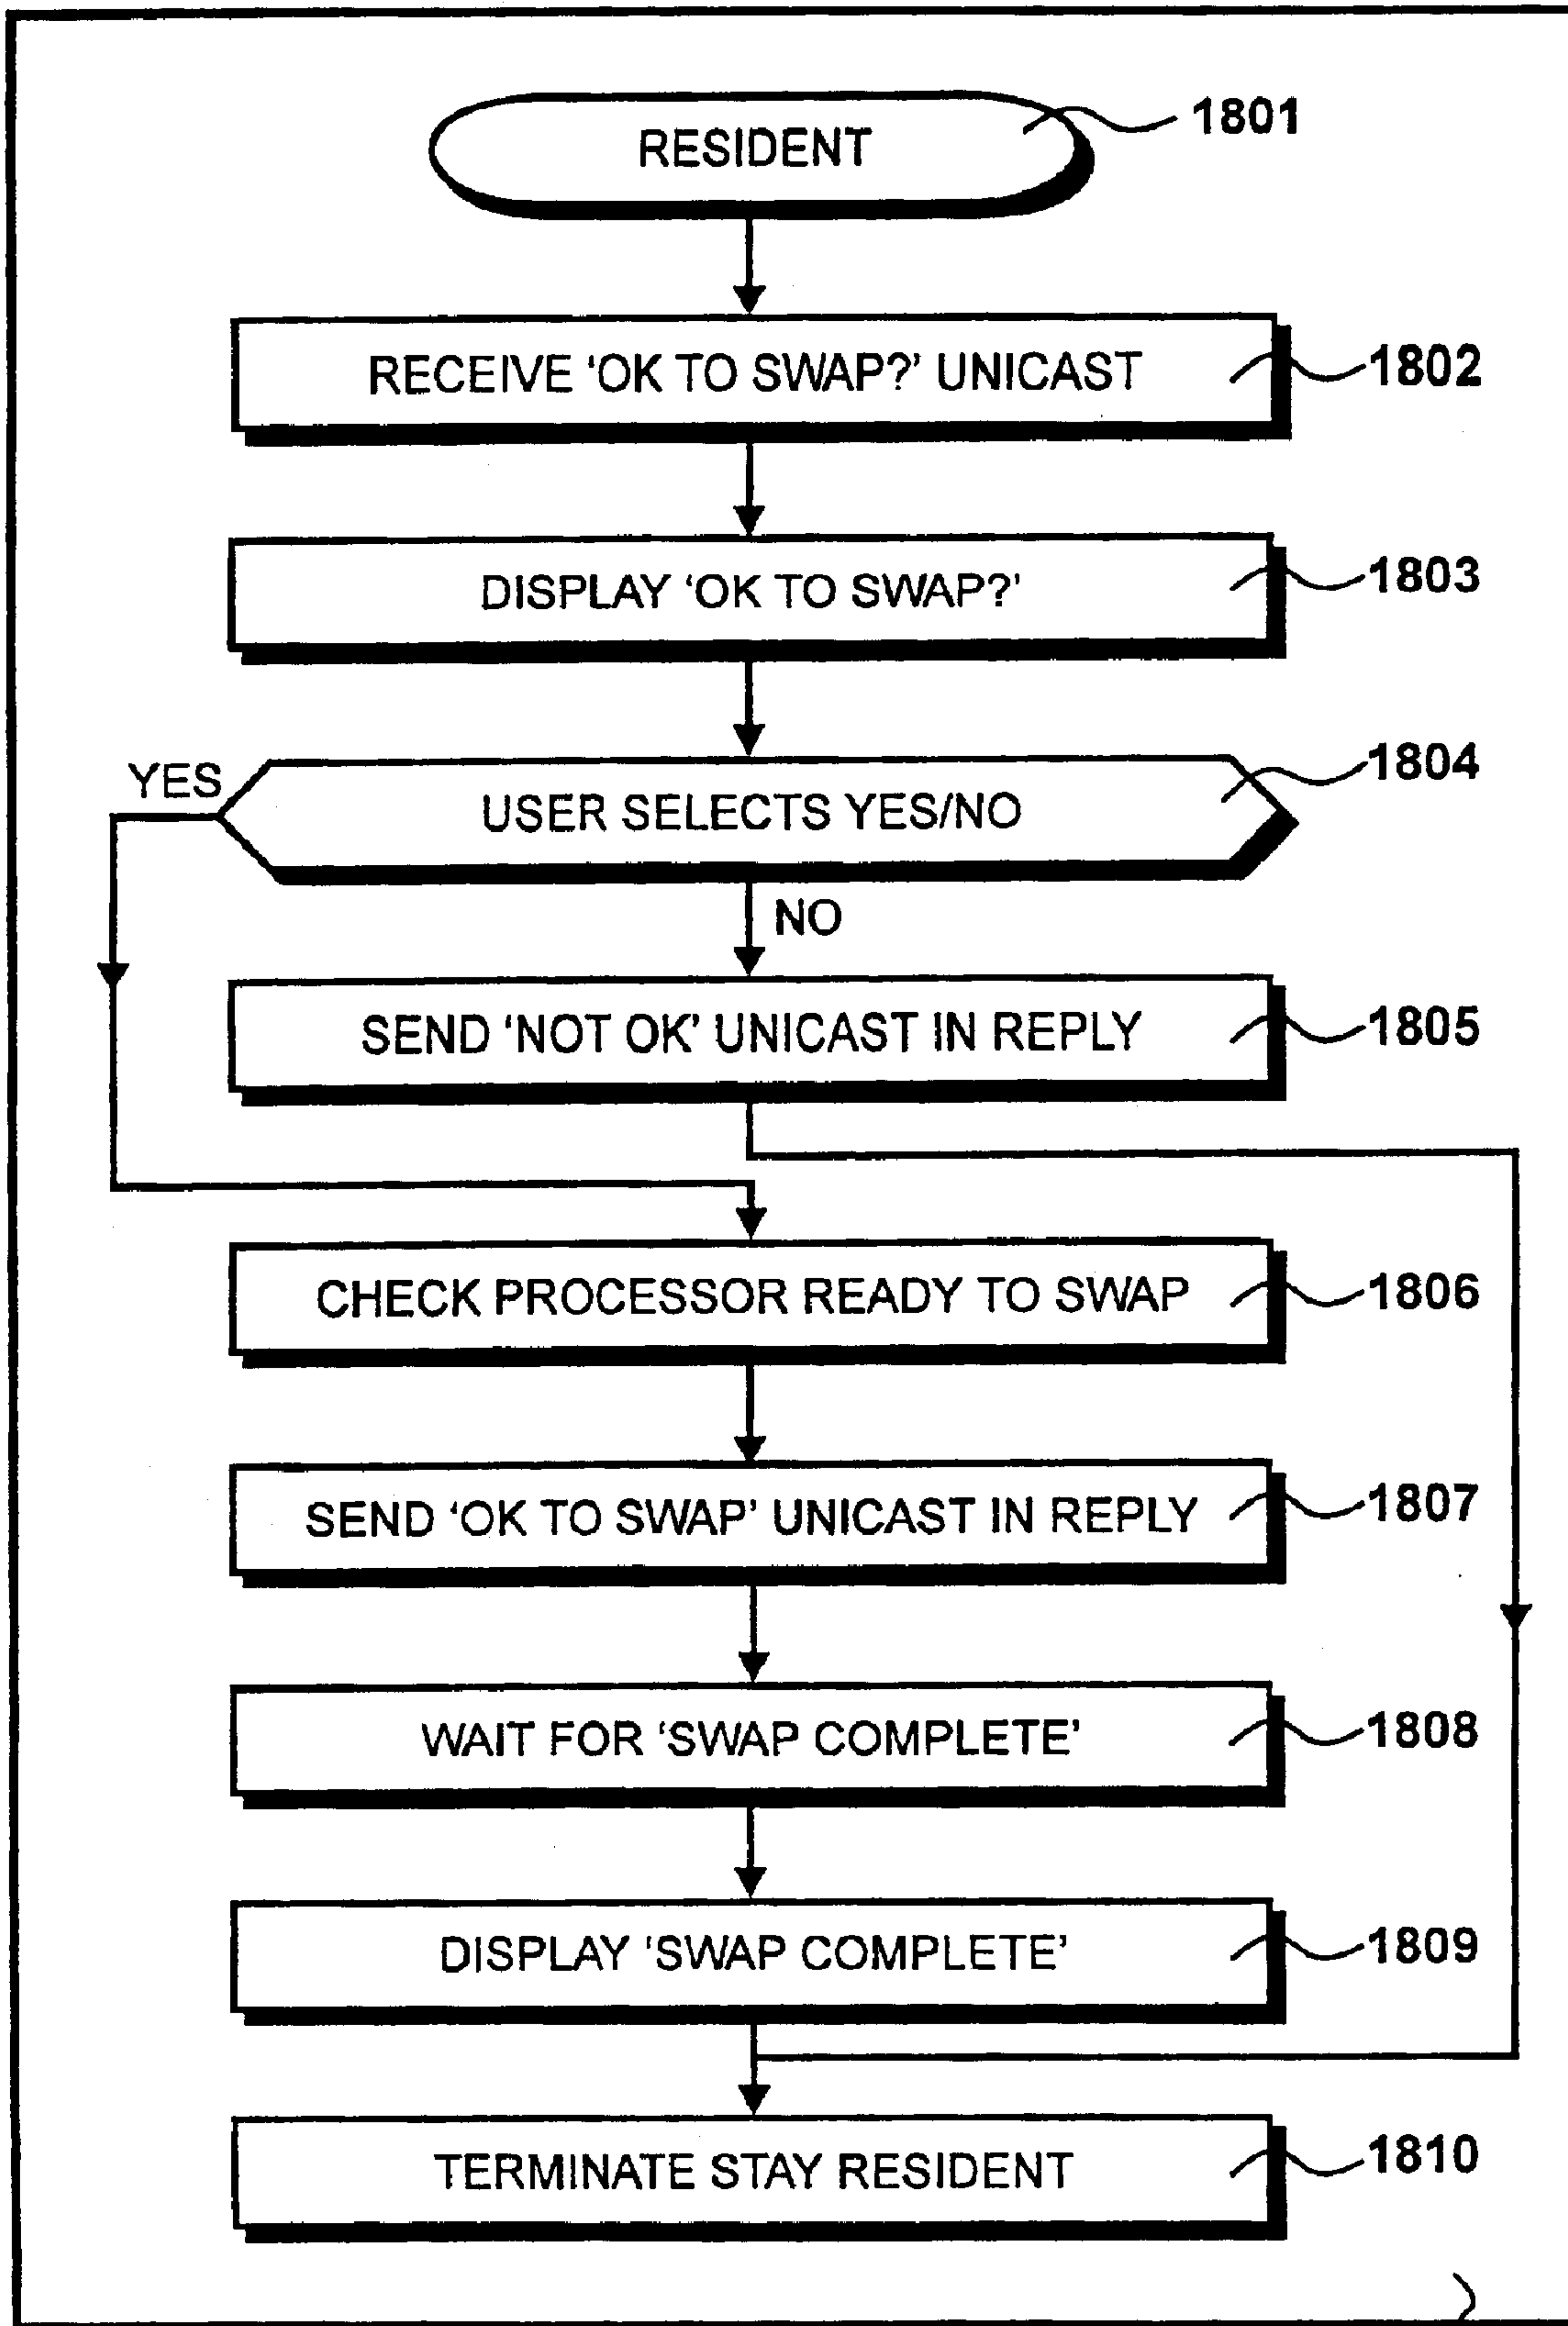 RESIDENT 1801
RECEIVE ‘OK TO SWAP?’ UNICAST 1802
DISPLAY ‘OK TO SWAP?’ 1803
YES
USER SELECTS YES/NO 1804
NO
SEND ‘NOT OK’ UNICAST IN REPLY 1805
CHECK PROCESSOR READY TO SWAP 1806
SEND ‘OK TO SWAP’ UNICAST IN REPLY 1807
WAIT FOR ‘SWAP COMPLETE’ 1808
DISPLAY ‘SWAP COMPLETE’ 1809
TERMINATE STAY RESIDENT 1810